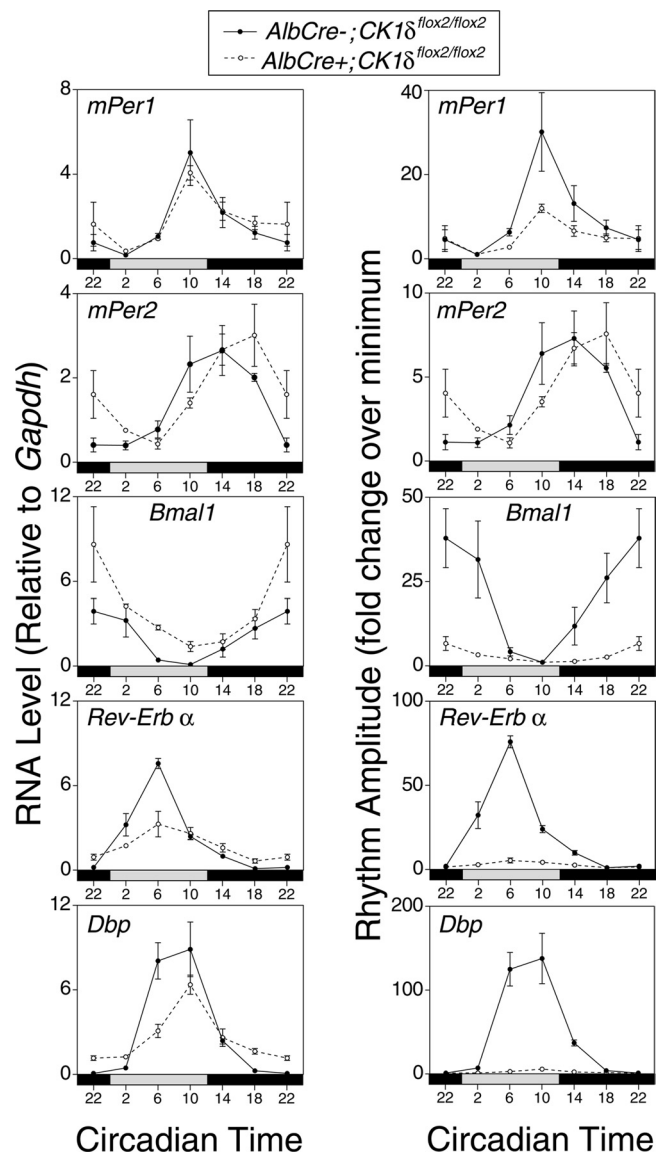 AlbCre-;CK1δ flox2/flox2
AlbCre+;CK1δ flox2/flox2
RNA Level (Relative to Gapdh)
mPer1
8
4
0
22 2 6 10 14 18 22
mPer2
4
2
0
22 2 6 10 14 18 22
Bmal1
12
6
0
22 2 6 10 14 18 22
Rev-Erb α
12
6
0
22 2 6 10 14 18 22
Dbp
12
6
0
22 2 6 10 14 18 22
Circadian Time
Rhythm Amplitude (fold change over minimum)
mPer1
40
20
0
22 2 6 10 14 18 22
mPer2
10
5
0
22 2 6 10 14 18 22
Bmal1
50
25
0
22 2 6 10 14 18 22
Rev-Erb α
100
50
0
22 2 6 10 14 18 22
Dbp
200
100
0
22 2 6 10 14 18 22
Circadian Time